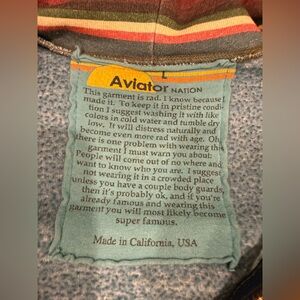 L
Aviator NATION
This garment is rad. I know because I
made it. To keep it in pristine condi-
tion I suggest washing it with like
colors in cold water and tumble dry
low. It will distress naturally and
become even more rad with age. Oh
there is one problem with wearing this
garment I must warn you about:
People will come out of no where and
want to know who you are. I suggest
not wearing it in a crowded place
unless you have a couple body guards,
then it's probably ok, and if you're
already famous and wearing this
garment you will most likely become
super famous.
Made in California, USA